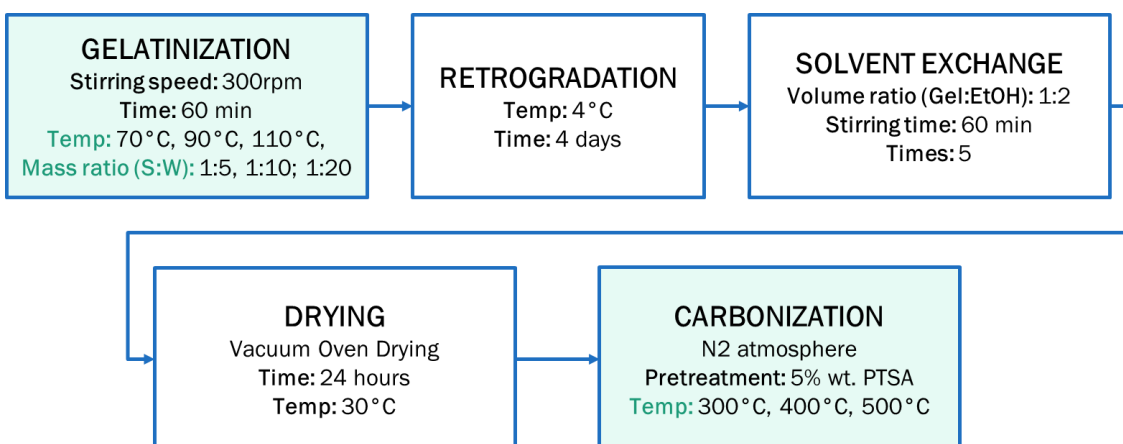 GELATINIZATION
Stirring speed: 300rpm
Time: 60 min
Temp: 70°C, 90°C, 110°C,
Mass ratio (S:W): 1:5, 1:10; 1:20
RETROGRADATION
Temp: 4°C
Time: 4 days
SOLVENT EXCHANGE
Volume ratio (Gel:EtOH): 1:2
Stirring time: 60 min
Times: 5
DRYING
Vacuum Oven Drying
Time: 24 hours
Temp: 30°C
CARBONIZATION
N2 atmosphere
Pretreatment: 5% wt. PTSA
Temp: 300°C, 400°C, 500°C